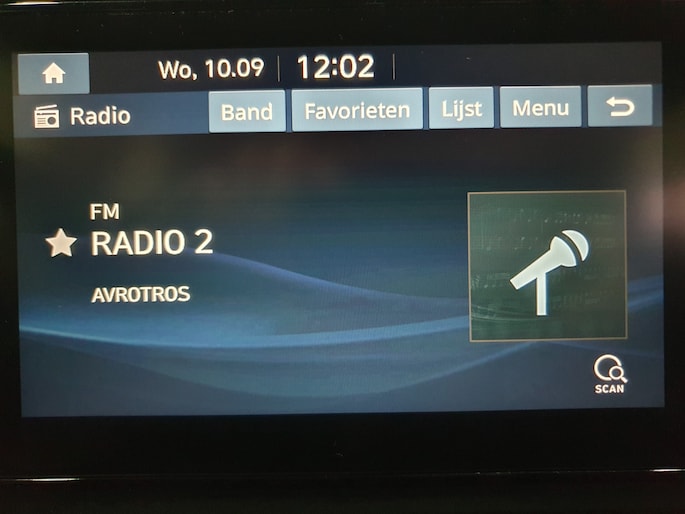 Wo, 10.09 12:02
Radio Band Favorieten Lijst Menu
FM
RADIO 2
AVROTROS
SCAN